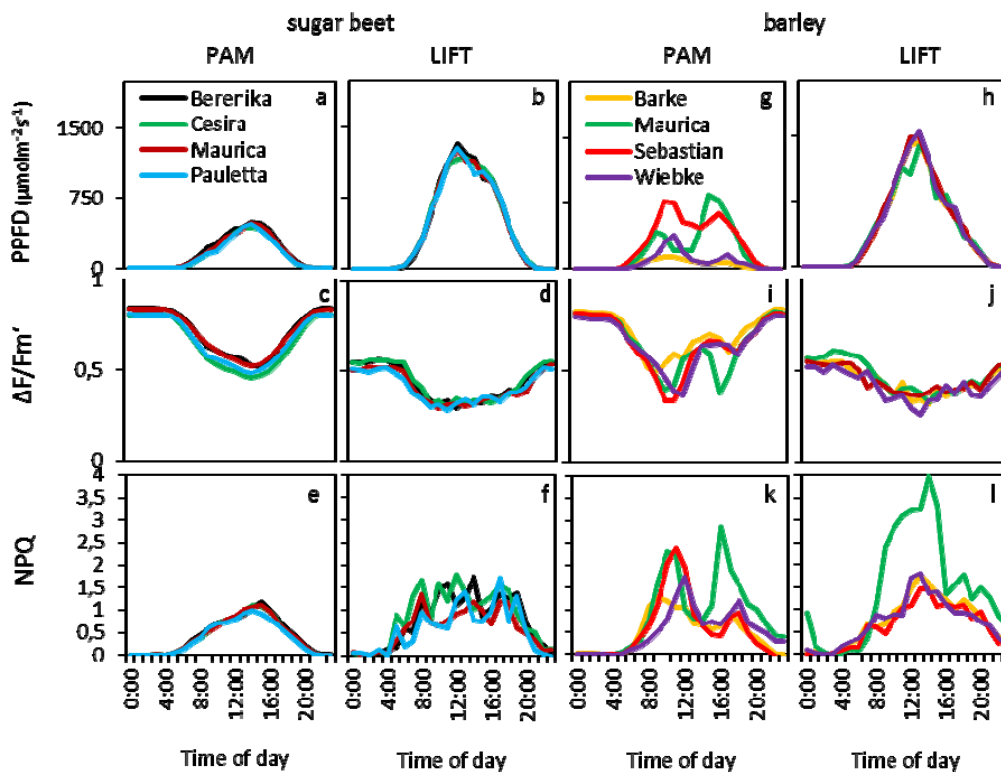 sugar beet barley
PAM LIFT PAM LIFT
a b g h
Bererika
Cesira
Maurica
Pauletta
Barke
Maurica
Sebastian
Wiebke
PPFD (µmolm⁻²s⁻¹)
1500
750
0
c d i j
ΔF/Fm'
1
0,5
0
e f k l
NPQ
4
3,5
3
2,5
2
1,5
1
0,5
0
0:00 4:00 8:00 12:00 16:00 20:00
0:00 4:00 8:00 12:00 16:00 20:00
0:00 4:00 8:00 12:00 16:00 20:00
0:00 4:00 8:00 12:00 16:00 20:00
Time of day Time of day Time of day Time of day